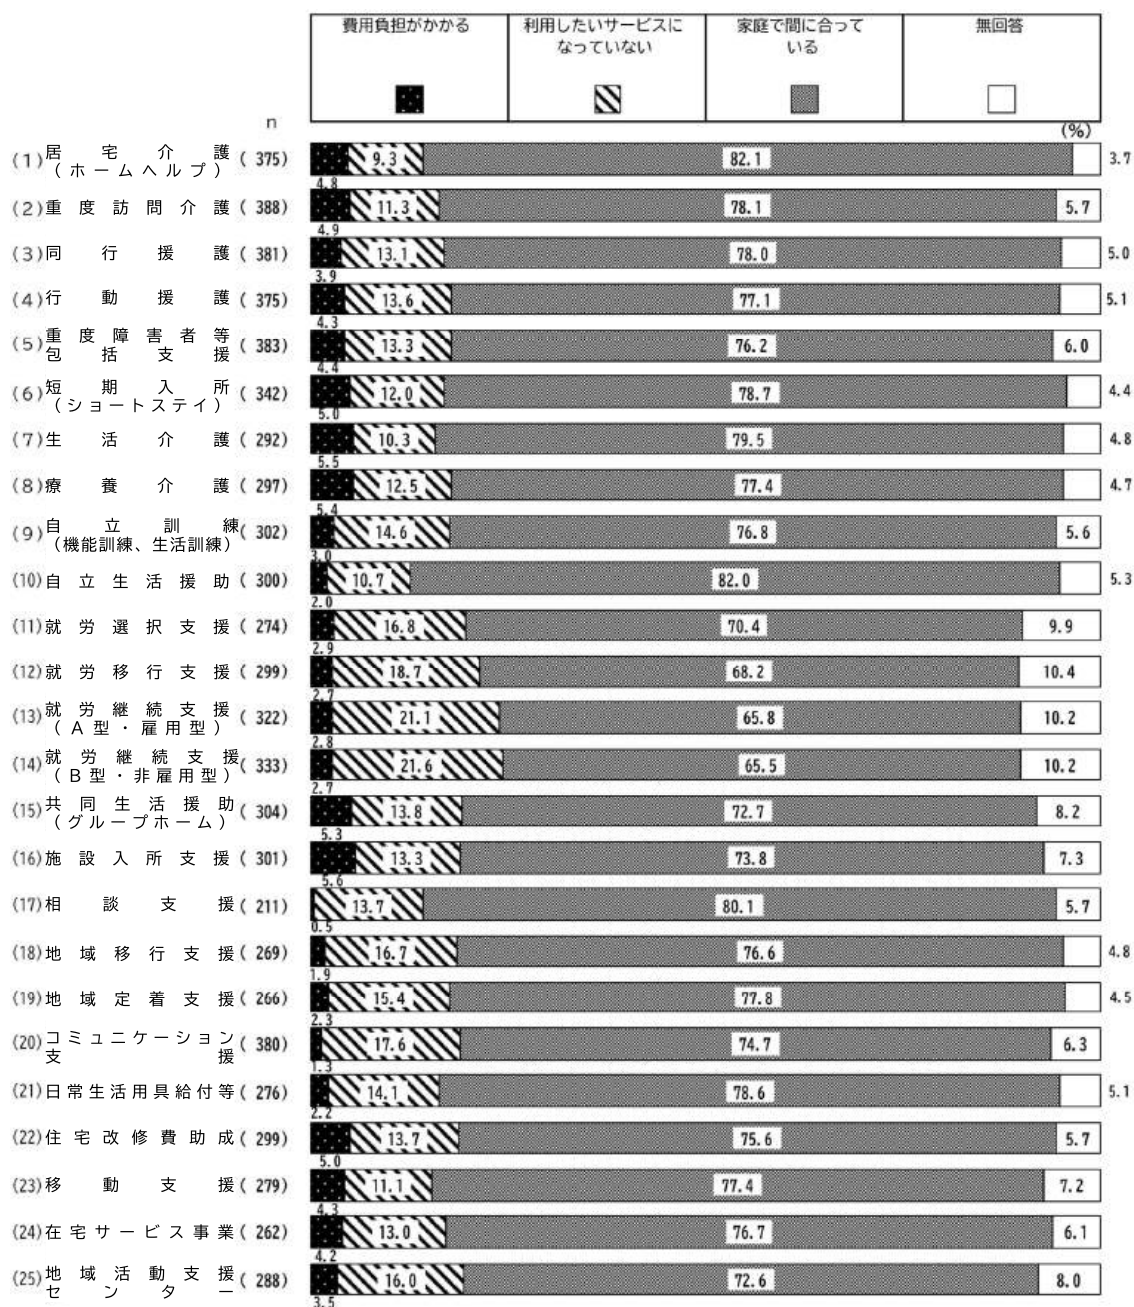 費用負担がかかる 利用したいサービスに 家庭で間に合って 無回答
なっていない いる
n
(%)
(1)居宅介護 (375) 9.3 82.1 3.7
(ホームヘルプ)
4.8
(2)重度訪問介護(388) 11.3 78.1 5.7
4.9
(3)同行援護(381) 13.1 78.0 5.0
3.9
(4)行動援護(375) 13.6 77.1 5.1
4.3
(5)重度障害者等(383) 13.3 76.2 6.0
包括支援
4.4
(6)短期入所(342) 12.0 78.7 4.4
(ショートステイ)
5.0
(7)生活介護(292) 10.3 79.5 4.8
5.5
(8)療養介護(297) 12.5 77.4 4.7
5.4
(9)自立訓練(302) 14.6 76.8 5.6
(機能訓練、生活訓練)
3.0
(10)自立生活援助(300) 10.7 82.0 5.3
2.0
(11)就労選択支援(274) 16.8 70.4 9.9
2.9
(12)就労移行支援(299) 18.7 68.2 10.4
2.7
(13)就労継続支援(322) 21.1 65.8 10.2
(A型・雇用型)
2.8
(14)就労継続支援(333) 21.6 65.5 10.2
(B型・非雇用型)
2.7
(15)共同生活援助(304) 13.8 72.7 8.2
(グループホーム)
5.3
(16)施設入所支援(301) 13.3 73.8 7.3
5.6
(17)相談支援(211) 13.7 80.1 5.7
0.5
(18)地域移行支援(269) 16.7 76.6 4.8
1.9
(19)地域定着支援(266) 15.4 77.8 4.5
2.3
(20)コミュニケーション(380) 17.6 74.7 6.3
支援
1.3
(21)日常生活用具給付等(276) 14.1 78.6 5.1
2.2
(22)住宅改修費助成(299) 13.7 75.6 5.7
5.0
(23)移動支援(279) 11.1 77.4 7.2
4.3
(24)在宅サービス事業(262) 13.0 76.7 6.1
4.2
(25)地域活動支援(288) 16.0 72.6 8.0
センター
3.5